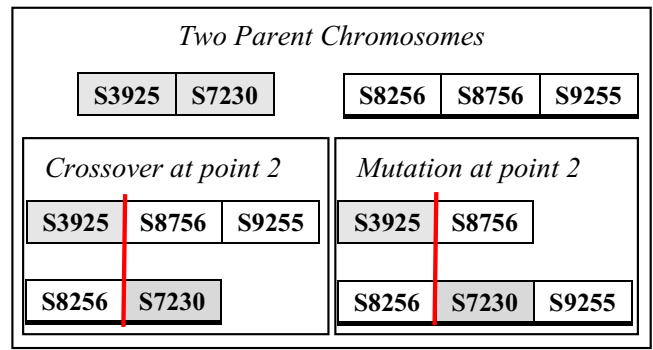 Two Parent Chromosomes
S3925 S7230 S8256 S8756 S9255
Crossover at point 2
S3925 S8756 S9255
S8256 S7230
Mutation at point 2
S3925 S8756
S8256 S7230 S9255